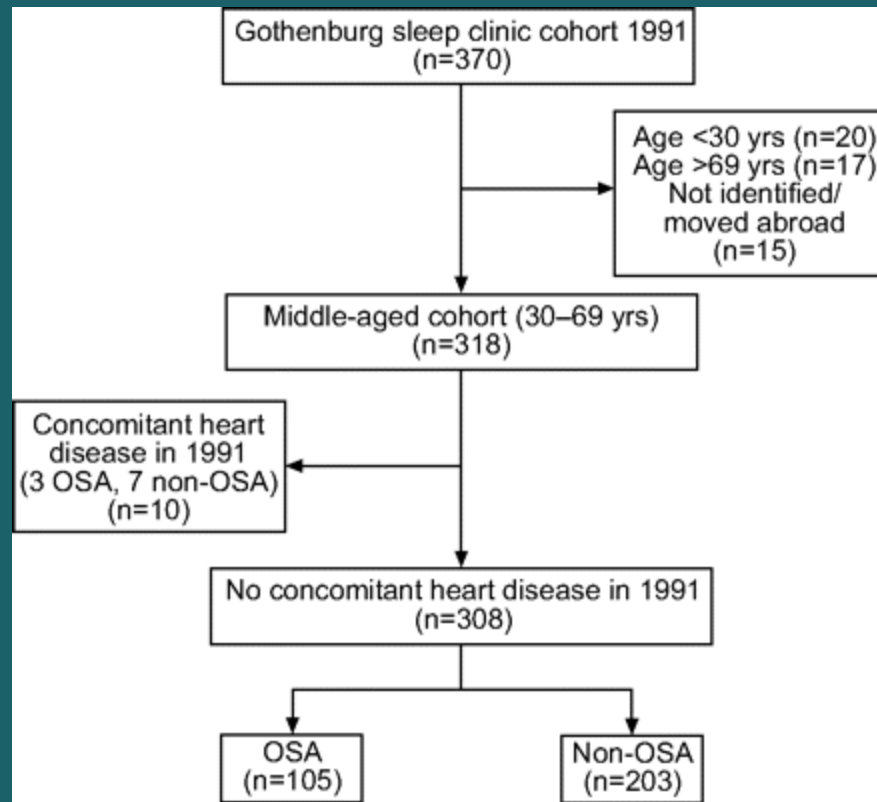 Gothenburg sleep clinic cohort 1991
(n=370)
Age <30 yrs (n=20)
Age >69 yrs (n=17)
Not identified/
moved abroad
(n=15)
Middle-aged cohort (30–69 yrs)
(n=318)
Concomitant heart
disease in 1991
(3 OSA, 7 non-OSA)
(n=10)
No concomitant heart disease in 1991
(n=308)
OSA
(n=105)
Non-OSA
(n=203)